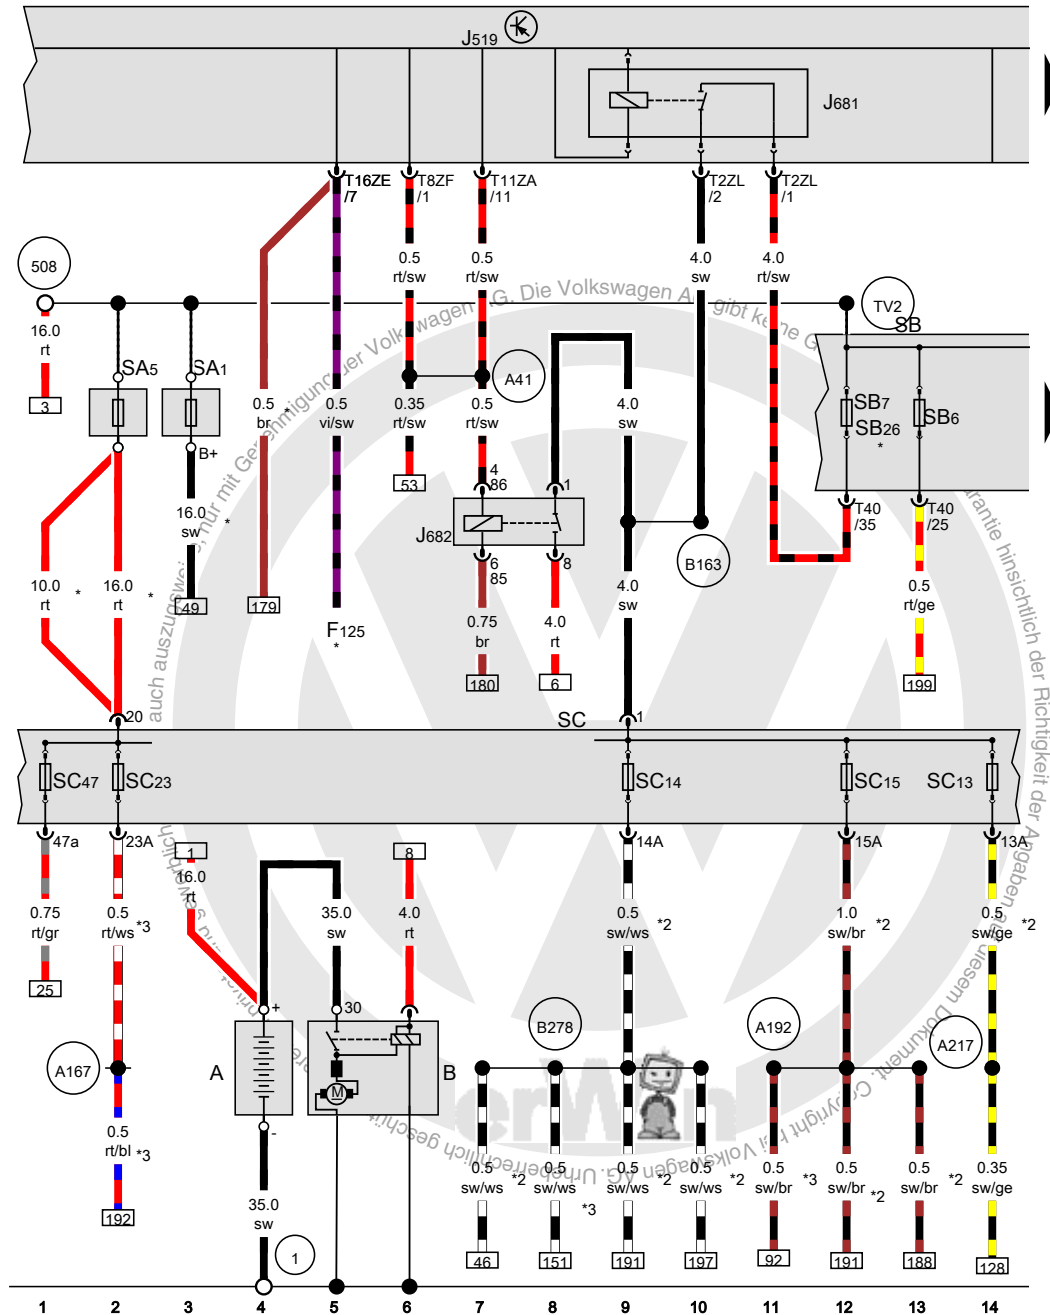 J519
J681
T16ZE
/7
T8ZF
/1
T11ZA
/11
T2ZL
/2
T2ZL
/1
508
0.5
rt/sw
0.5
rt/sw
4.0
sw
4.0
rt/sw
TV2
SB
16.0
rt
SA5
SA1
A41
3
0.5
br
*
0.5
vi/sw
0.35
rt/sw
0.5
rt/sw
4.0
sw
SB7
SB26
*
SB6
B+
53
4
86
1
16.0
sw
*
J682
T40
/35
T40
/25
6
85
8
B163
10.0
rt
*
16.0
rt
*
49
179
F125
*
0.75
br
4.0
rt
4.0
sw
0.5
rt/ge
180
6
199
20
SC
1
SC47
SC23
SC14
SC15
SC13
47a
23A
1
8
14A
15A
13A
16.0
rt
0.75
rt/gr
0.5
rt/ws
*3
35.0
sw
4.0
rt
0.5
sw/ws
*2
1.0
sw/br
*2
0.5
sw/ge
*2
25
+
30
B278
A192
A217
A167
A
B
M
-
0.5
rt/bl
*3
0.5
sw/ws
*2
0.5
sw/ws
*3
0.5
sw/ws
*2
0.5
sw/ws
*2
0.5
sw/br
*3
0.5
sw/br
*2
0.5
sw/br
*2
0.35
sw/ge
192
35.0
sw
1
46
151
191
197
92
191
188
128
1 2 3 4 5 6 7 8 9 10 11 12 13 14